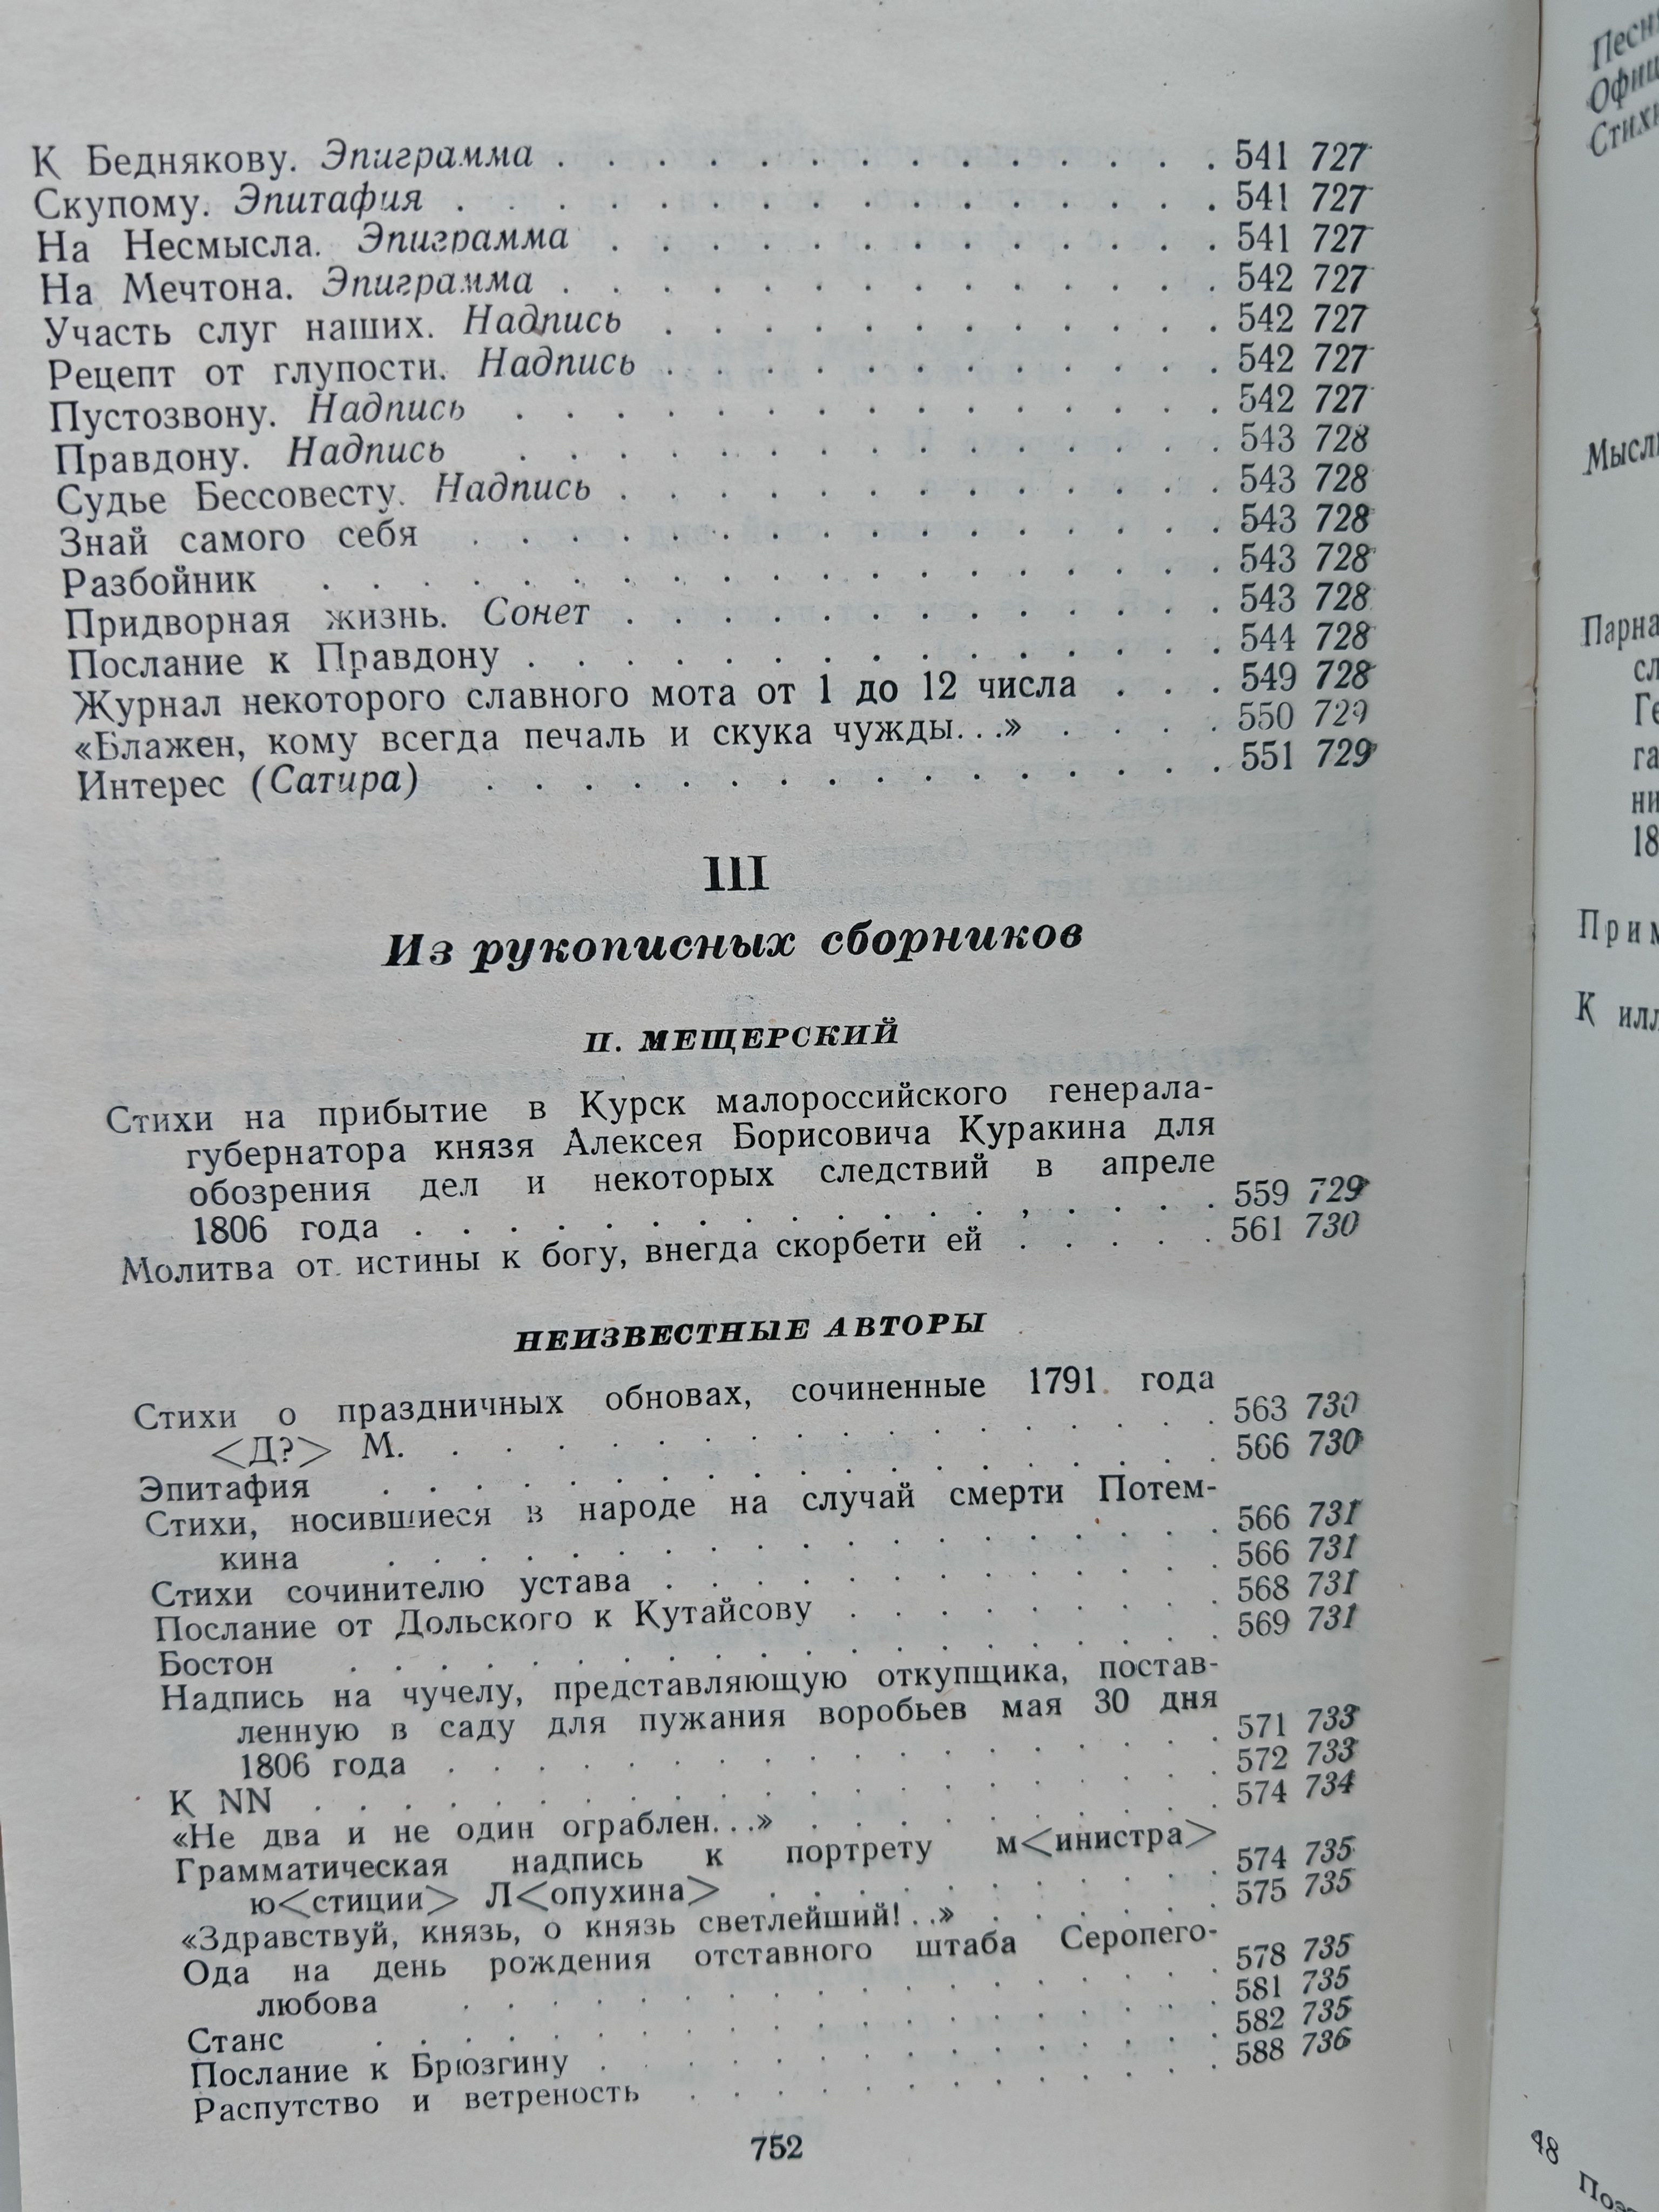 К Беднякову. Эпиграмма . . . . . . . . . . . . . . 541 727
Скупому. Эпитафия . . . . . . . . . . . . . . . . 541 727
На Несмысла. Эпиграмма . . . . . . . . . . . . . 541 727
На Мечтона. Эпиграмма . . . . . . . . . . . . . . 542 727
Участь слуг наших. Надпись . . . . . . . . . . . . 542 727
Рецепт от глупости. Надпись . . . . . . . . . . . . 542 727
Пустозвону. Надпись . . . . . . . . . . . . . . . 542 727
Правдону. Надпись . . . . . . . . . . . . . . . 543 728
Судье Бессовесту. Надпись . . . . . . . . . . . . . 543 728
Знай самого себя . . . . . . . . . . . . . . . 543 728
Разбойник . . . . . . . . . . . . . . . . . . 543 728
Придворная жизнь. Сонет . . . . . . . . . . . . . 543 728
Послание к Правдону . . . . . . . . . . . . . . . 544 728
Журнал некоторого славного мота от 1 до 12 числа . . . 549 728
«Блажен, кому всегда печаль и скука чужды. . .» . . . . 550 729
Интерес (Сатира) . . . . . . . . . . . . . . . 551 729
III
Из рукописных сборников
П. МЕЩЕРСКИЙ
Стихи на прибытие в Курск малороссийского генерала-
губернатора князя Алексея Борисовича Куракина для
обозрения дел и некоторых следствий в апреле
1806 года . . . . . . . . . . . . . . . . . 559 729
Молитва от истины к богу, внегда скорбети ей . . . . . 561 730
НЕИЗВЕСТНЫЕ АВТОРЫ
Стихи о праздничных обновах, сочиненные 1791 года
<Д?> М. . . . . . . . . . . . . . . . . . 563 730
Эпитафия . . . . . . . . . . . . . . . . . . 566 730
Стихи, носившиеся в народе на случай смерти Потем-
кина . . . . . . . . . . . . . . . . . . 566 731
Стихи сочинителю устава . . . . . . . . . . . . 566 731
Послание от Дольского к Кутайсову . . . . . . . . . 568 731
Бостон . . . . . . . . . . . . . . . . . . . 569 731
Надпись на чучелу, представляющую откупщика, постав-
ленную в саду для пужания воробьев мая 30 дня
1806 года . . . . . . . . . . . . . . . . 571 733
К NN . . . . . . . . . . . . . . . . . . . 572 733
«Не два и не один ограблен. . .» . . . . . . . . . 574 734
Грамматическая надпись к портрету м<инистра>
ю<стиции> Л<опухина> . . . . . . . . . . 574 735
«Здравствуй, князь, о князь светлейший! . .» . . . . . . 575 735
Ода на день рождения отставного штаба Серопего-
любова . . . . . . . . . . . . . . . . 578 735
Станс . . . . . . . . . . . . . . . . . . 581 735
Послание к Брюзгину . . . . . . . . . . . . . . 582 735
Распутство и ветреность . . . . . . . . . . . . 588 736
752
Мысл
Парна
сл
Ге
га
ни
18
Прим
К илл
48